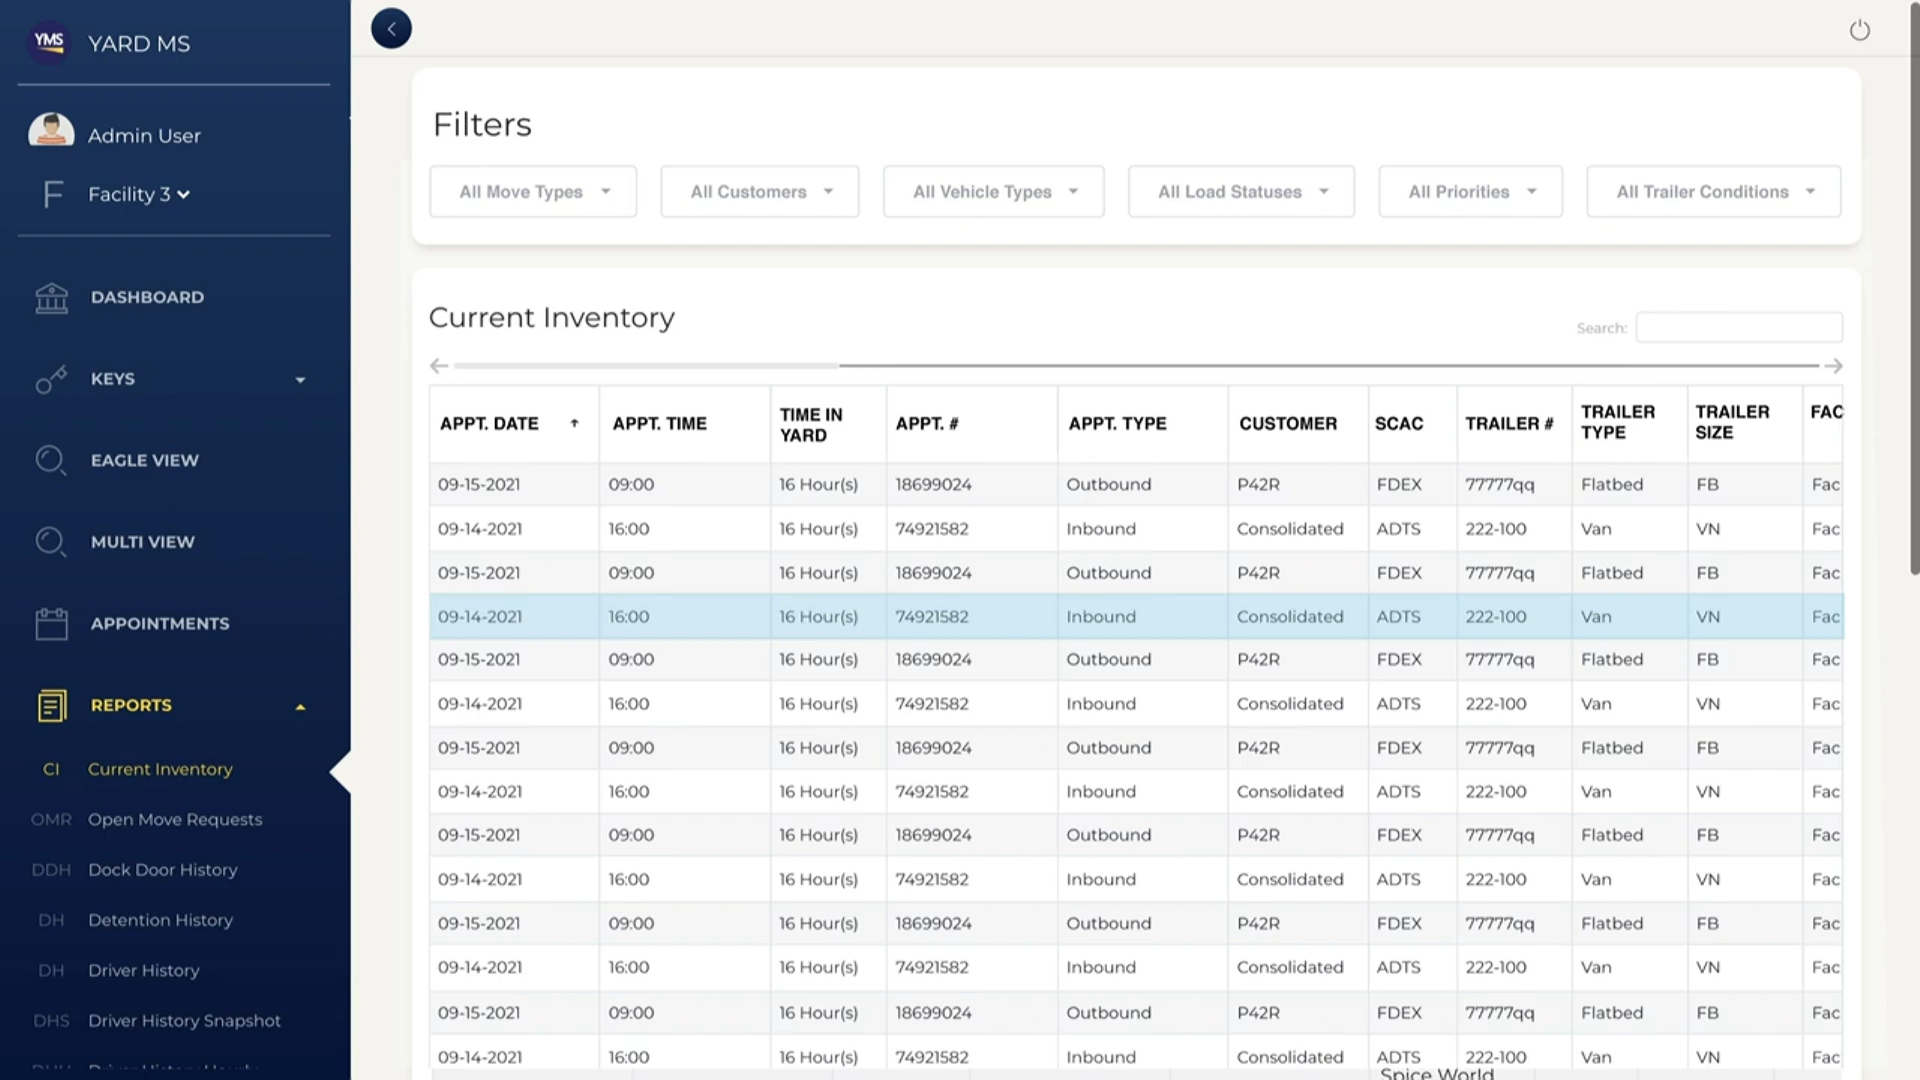 YMS YARD MS
Admin User
F Facility 3
DASHBOARD
KEYS
EAGLE VIEW
MULTI VIEW
APPOINTMENTS
REPORTS
CI Current Inventory
OMR Open Move Requests
DDH Dock Door History
DH Detention History
DH Driver History
DHS Driver History Snapshot
Filters
All Move Types All Customers All Vehicle Types All Load Statuses All Priorities All Trailer Conditions
Current Inventory
Search:
APPT. DATE APPT. TIME TIME IN YARD APPT. # APPT. TYPE CUSTOMER SCAC TRAILER # TRAILER TYPE TRAILER SIZE FAC
09-15-2021 09:00 16 Hour(s) 18699024 Outbound P42R FDEX 77777qq Flatbed FB Fac
09-14-2021 16:00 16 Hour(s) 74921582 Inbound Consolidated ADTS 222-100 Van VN Fac
09-15-2021 09:00 16 Hour(s) 18699024 Outbound P42R FDEX 77777qq Flatbed FB Fac
09-14-2021 16:00 16 Hour(s) 74921582 Inbound Consolidated ADTS 222-100 Van VN Fac
09-15-2021 09:00 16 Hour(s) 18699024 Outbound P42R FDEX 77777qq Flatbed FB Fac
09-14-2021 16:00 16 Hour(s) 74921582 Inbound Consolidated ADTS 222-100 Van VN Fac
09-15-2021 09:00 16 Hour(s) 18699024 Outbound P42R FDEX 77777qq Flatbed FB Fac
09-14-2021 16:00 16 Hour(s) 74921582 Inbound Consolidated ADTS 222-100 Van VN Fac
09-15-2021 09:00 16 Hour(s) 18699024 Outbound P42R FDEX 77777qq Flatbed FB Fac
09-14-2021 16:00 16 Hour(s) 74921582 Inbound Consolidated ADTS 222-100 Van VN Fac
09-15-2021 09:00 16 Hour(s) 18699024 Outbound P42R FDEX 77777qq Flatbed FB Fac
09-14-2021 16:00 16 Hour(s) 74921582 Inbound Consolidated ADTS 222-100 Van VN Fac
09-15-2021 09:00 16 Hour(s) 18699024 Outbound P42R FDEX 77777qq Flatbed FB Fac
09-14-2021 16:00 16 Hour(s) 74921582 Inbound Consolidated ADTS 222-100 Van VN Fac
Spice World